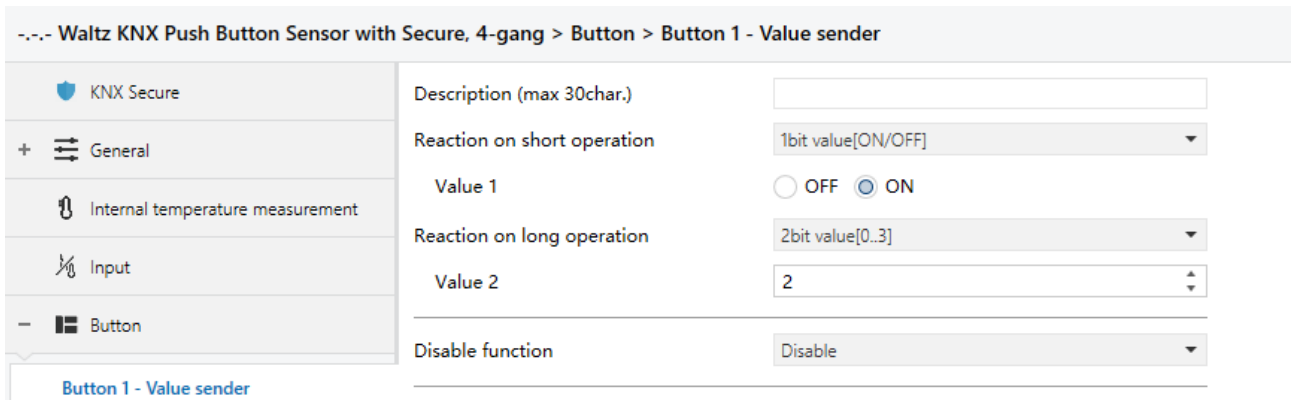 -.-.- Waltz KNX Push Button Sensor with Secure, 4-gang > Button > Button 1 - Value sender
KNX Secure
+ General
Internal temperature measurement
Input
− Button
Button 1 - Value sender
Description (max 30char.)
Reaction on short operation 1bit value[ON/OFF]
Value 1 OFF ON
Reaction on long operation 2bit value[0..3]
Value 2 2
Disable function Disable